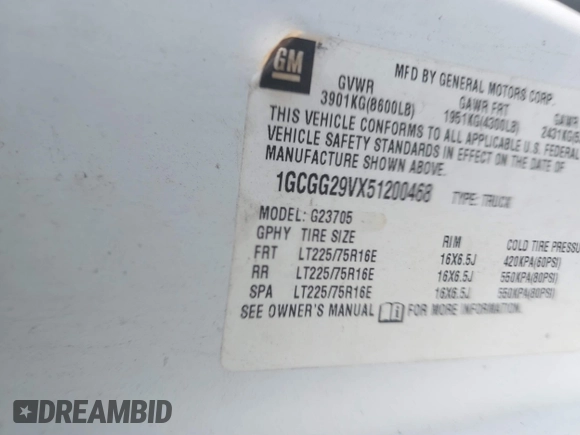 GM
MFD BY GENERAL MOTORS CORP.
GVWR GAWR FRT GAWR
3901KG(8600LB) 1951KG(4300LB)
THIS VEHICLE CONFORMS TO ALL APPLICABLE U.S. FEDERAL
VEHICLE SAFETY STANDARDS IN EFFECT ON THE DATE OF
MANUFACTURE SHOWN ABOVE.
1GCGG29VX51200468 TYPE: TRUCK
MODEL: G23705
GPHY TIRE SIZE RIM COLD TIRE
FRT LT225/75R16E 16X6.5J 420KPA(60PSI)
RR LT225/75R16E 16X6.5J 550KPA(80PSI)
SPA LT225/75R16E 16X6.5J 550KPA(80PSI)
SEE OWNER'S MANUAL FOR MORE INFORMATION.
DREAMBID